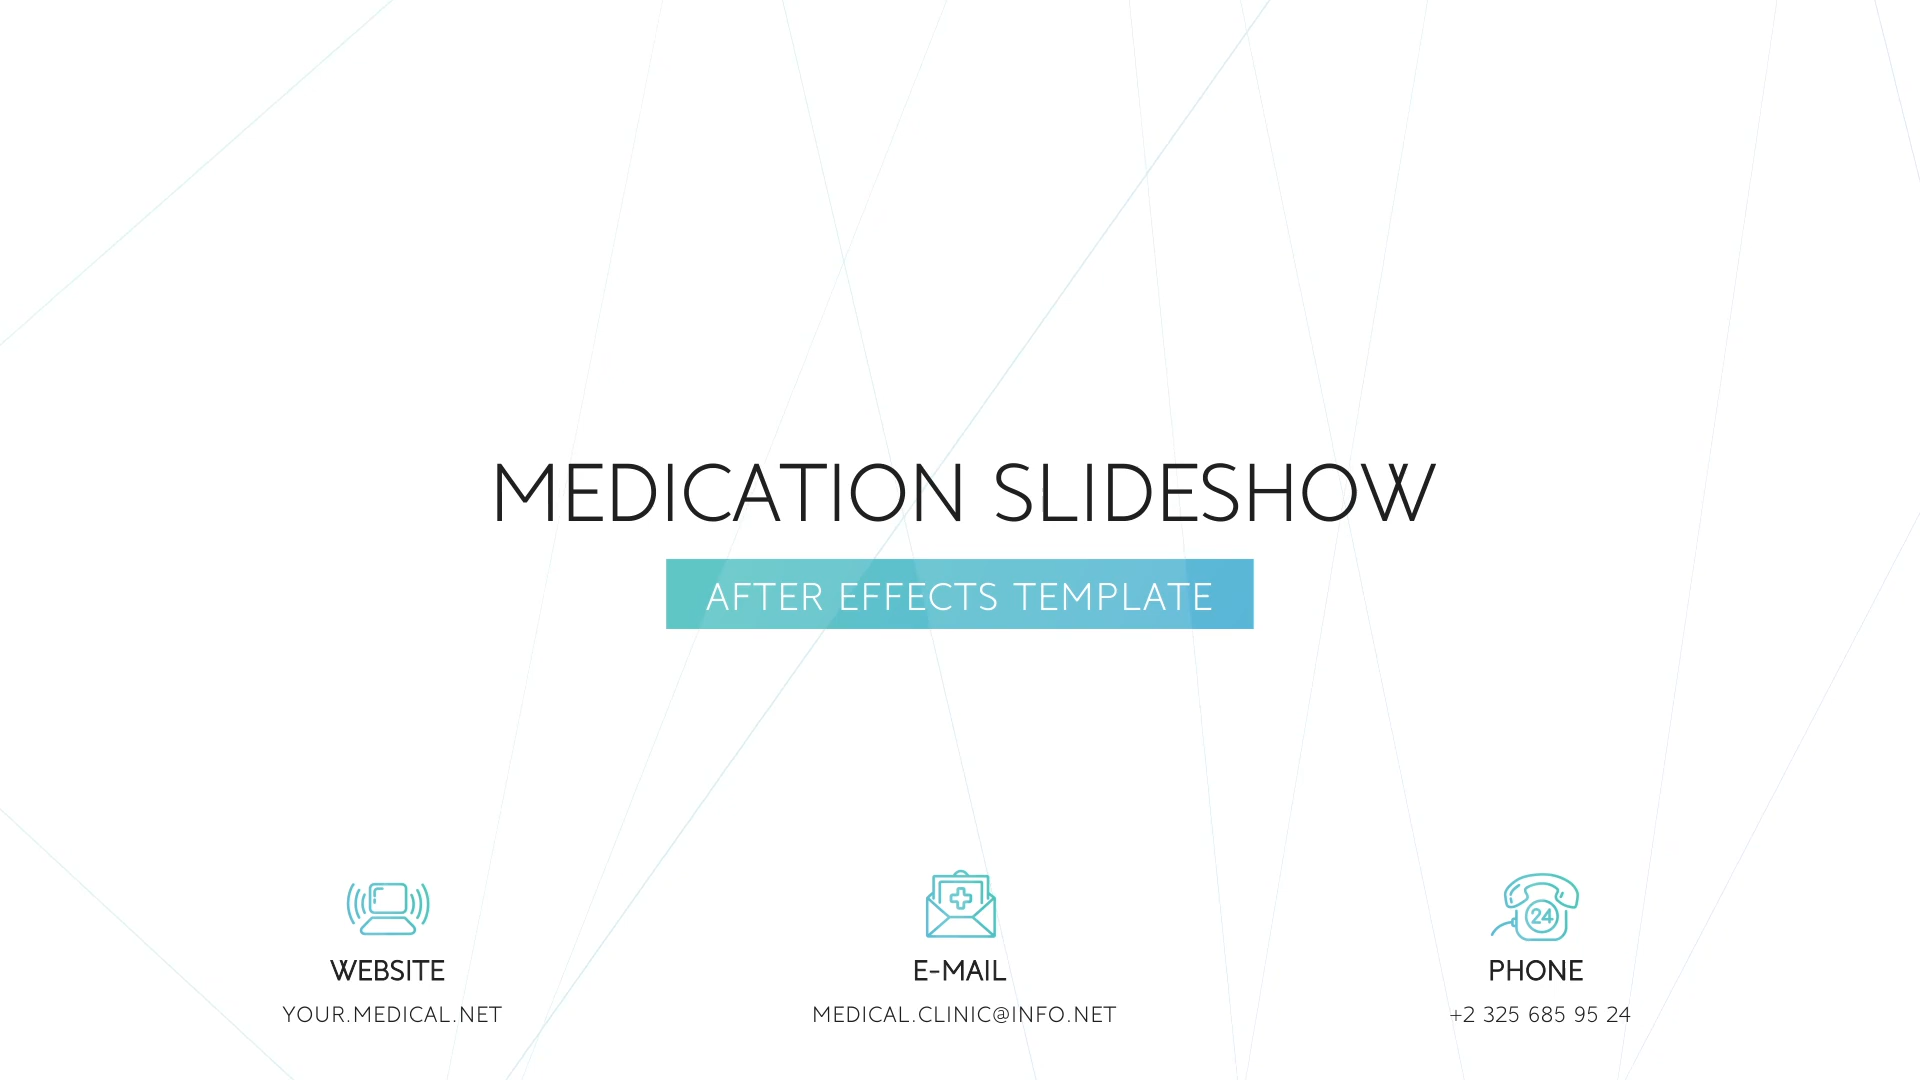 MEDICATION SLIDESHOW
AFTER EFFECTS TEMPLATE
24
WEBSITE
YOUR.MEDICAL.NET
E-MAIL
MEDICAL.CLINIC@INFO.NET
PHONE
+2 325 685 95 24